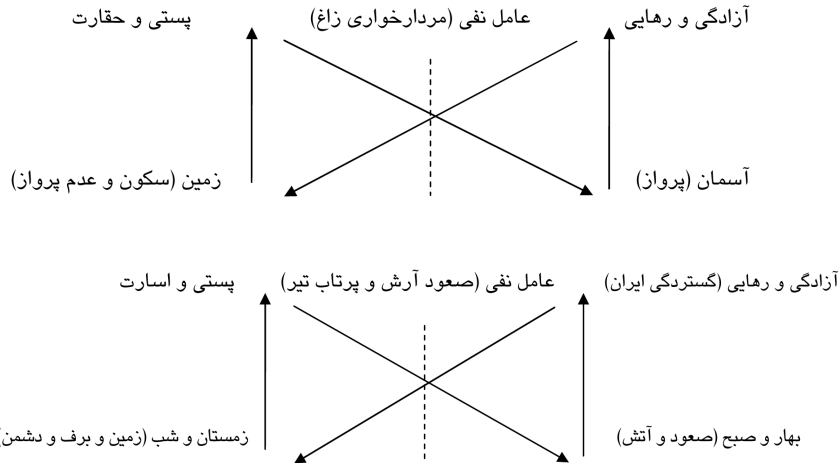 آزادگی و رهایی عامل نفی (مردارخواری زاغ) پستی و حقارت
آسمان (پرواز) زمین (سکون و عدم پرواز)
آزادگی و رهایی (گستردگی ایران) عامل نفی (صعود آرش و پرتاب تیر) پستی و اسارت
بهار و صبح (صعود و آتش) زمستان و شب (زمین و برف و دشمن)